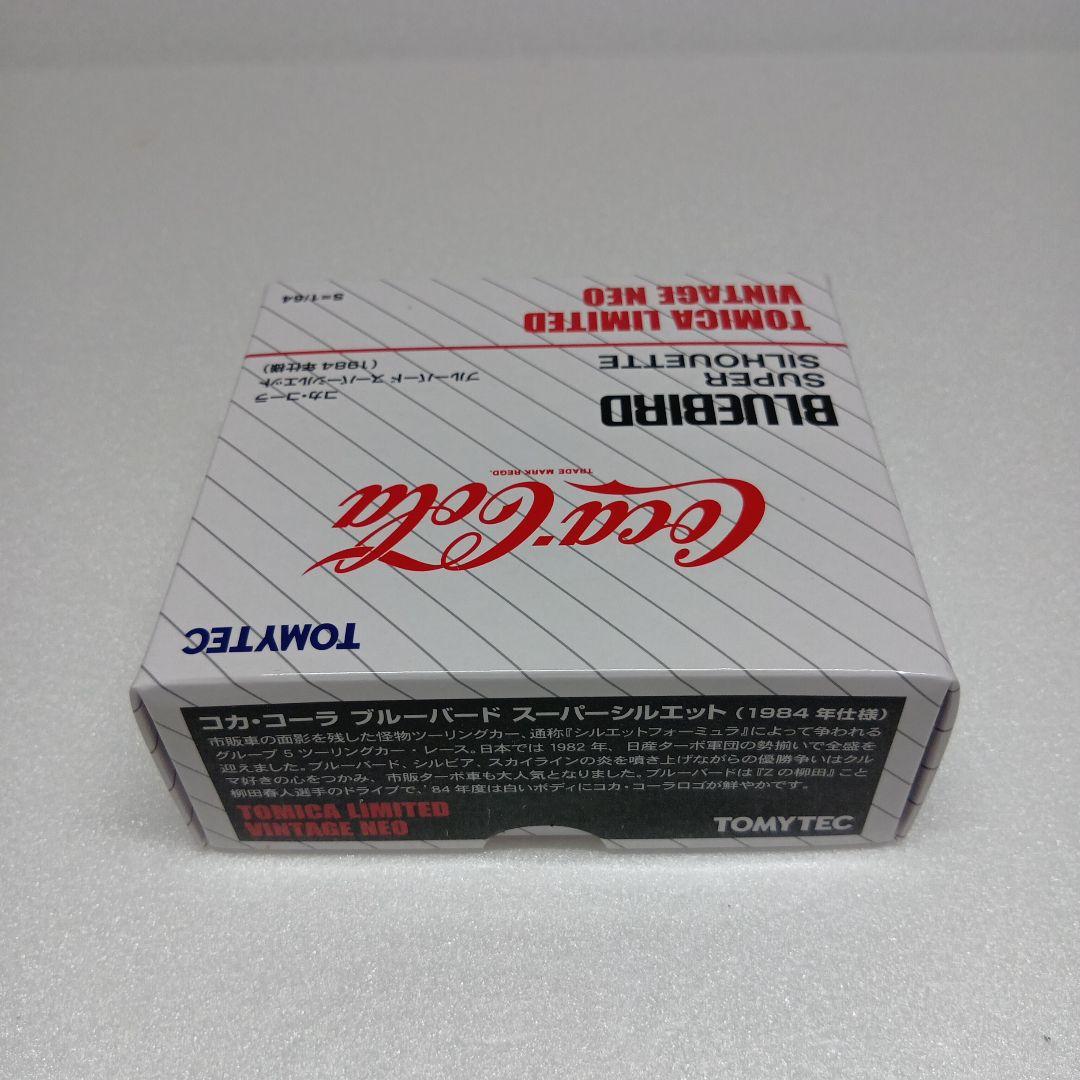 TOMICA LIMITED
VINTAGE NEO
S=1/64
BLUEBIRD
SUPER
SILHOUETTE
コカ・コーラ
ブルーバード スーパーシルエット
(1984年仕様)
Coca-Cola
TRADE MARK REGD.
TOMYTEC
コカ・コーラ ブルーバード スーパーシルエット (1984年仕様)
市販車の面影を残した怪物ツーリングカー、通称『シルエットフォーミュラ』によって争われる
グループ5ツーリングカー・レース。日本では1982年、日産ターボ軍団の勢揃いで全盛を
迎えました。ブルーバード、シルビア、スカイラインの炎を噴き上げながらの優勝争いはクル
マ好きの心をつかみ、市販ターボ車も大人気となりました。ブルーバードは『Zの柳田』こと
柳田春人選手のドライブで、'84年度は白いボディにコカ・コーラロゴが鮮やかです。
TOMICA LIMITED
VINTAGE NEO
TOMYTEC